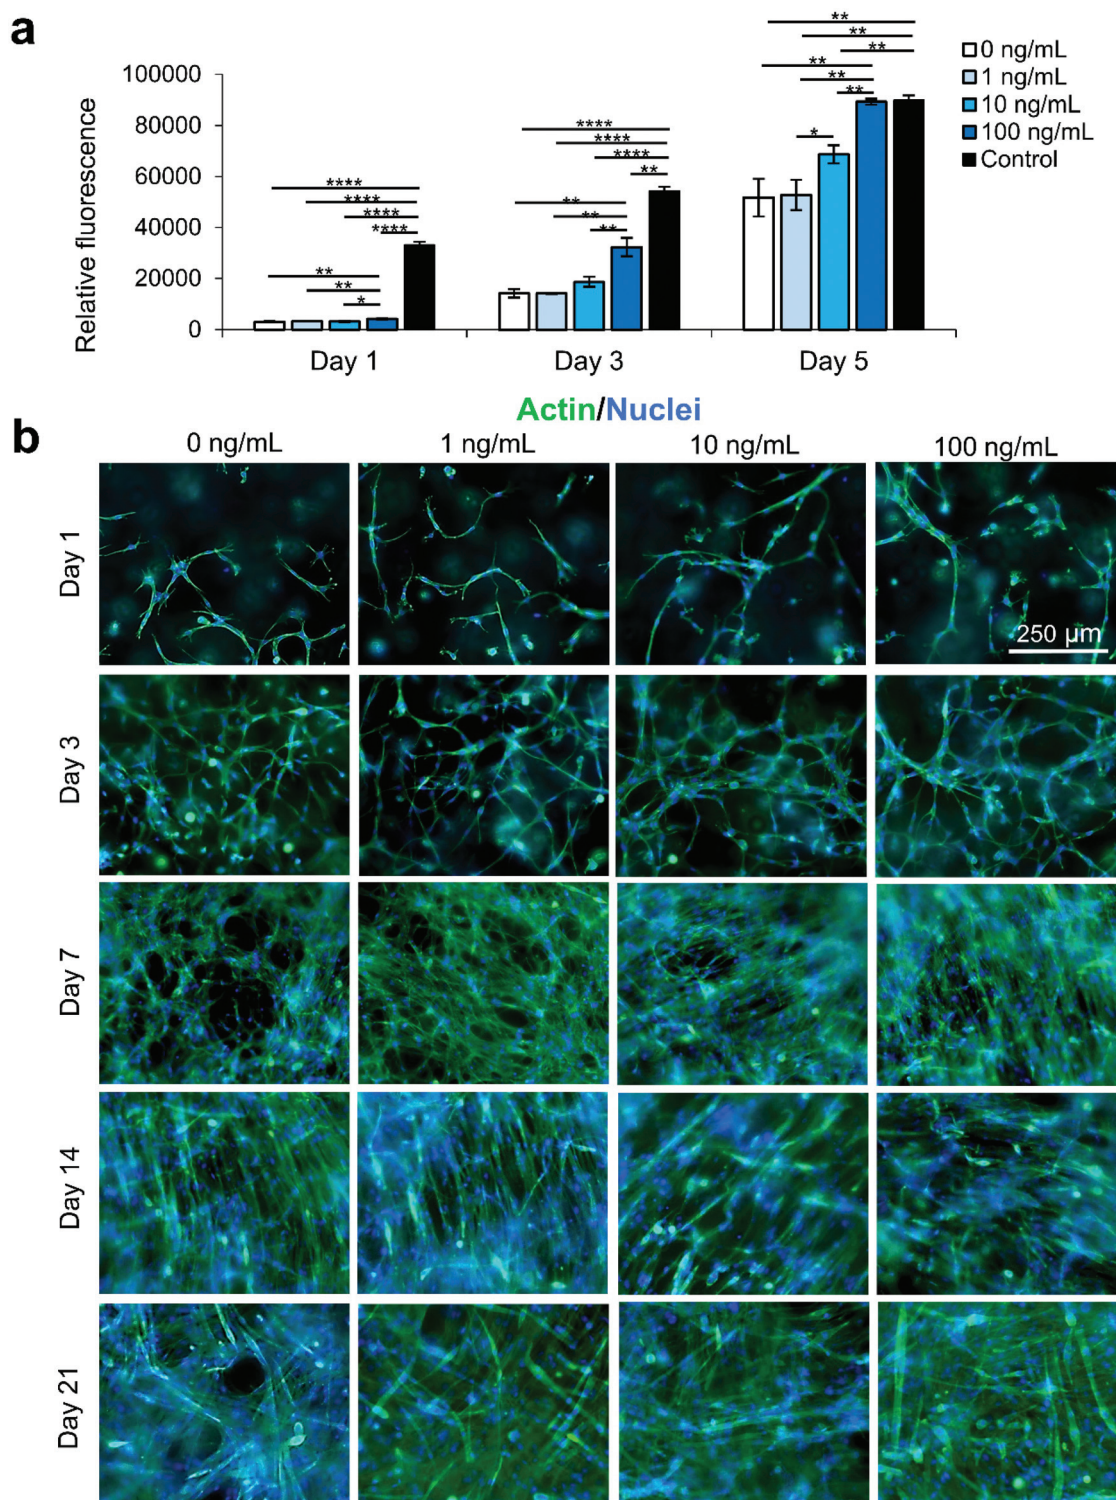 a
**
**
**
0 ng/mL
1 ng/mL
10 ng/mL
100 ng/mL
Control
**
**
**
*
****
****
****
**
**
**
**
****
****
****
****
**
**
*
100000
80000
60000
40000
20000
0
Relative fluorescence
Day 1
Day 3
Day 5
Actin/Nuclei
b
0 ng/mL
1 ng/mL
10 ng/mL
100 ng/mL
Day 1
250 µm
Day 3
Day 7
Day 14
Day 21